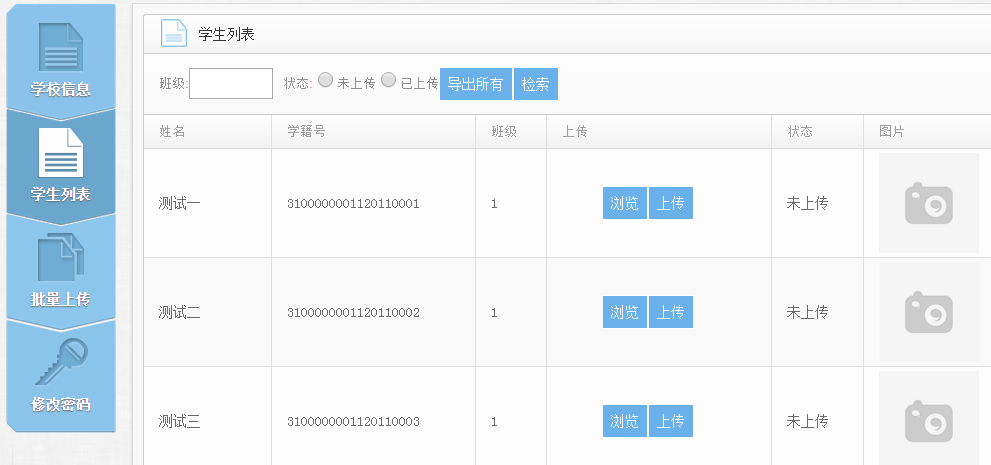 学校信息
学生列表
批量上传
修改密码
学生列表
班级: 状态: 未上传 已上传 导出所有 检索
姓名 学籍号 班级 上传 状态 图片
测试一 3100000001120110001 1 浏览 上传 未上传
测试二 3100000001120110002 1 浏览 上传 未上传
测试三 3100000001120110003 1 浏览 上传 未上传